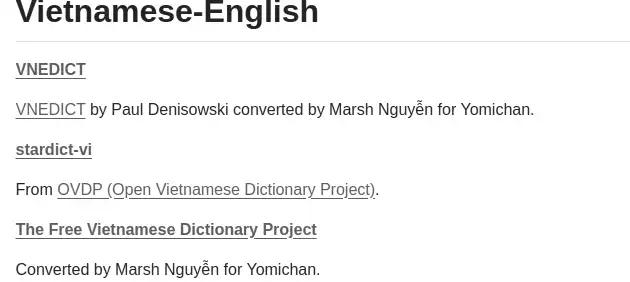 Vietnamese-English
VNEDICT
VNEDICT by Paul Denisowski converted by Marsh Nguyễn for Yomichan.
stardict-vi
From OVDP (Open Vietnamese Dictionary Project).
The Free Vietnamese Dictionary Project
Converted by Marsh Nguyễn for Yomichan.